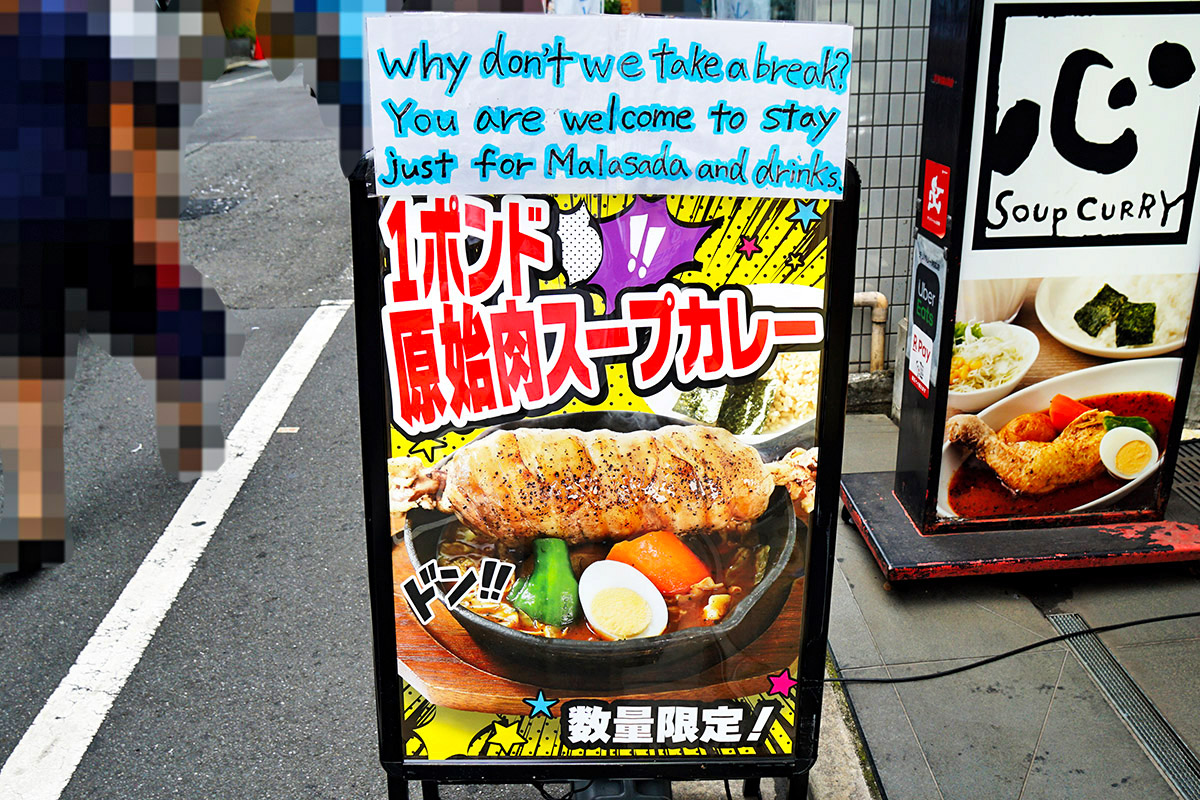 Why don't we take a break?
You are welcome to stay
just for Malasada and drinks.
1ポンド
!!
原始肉スープカレー
ドン!!
数量限定!
SOUP CURRY
Uber
Eats
R Pay